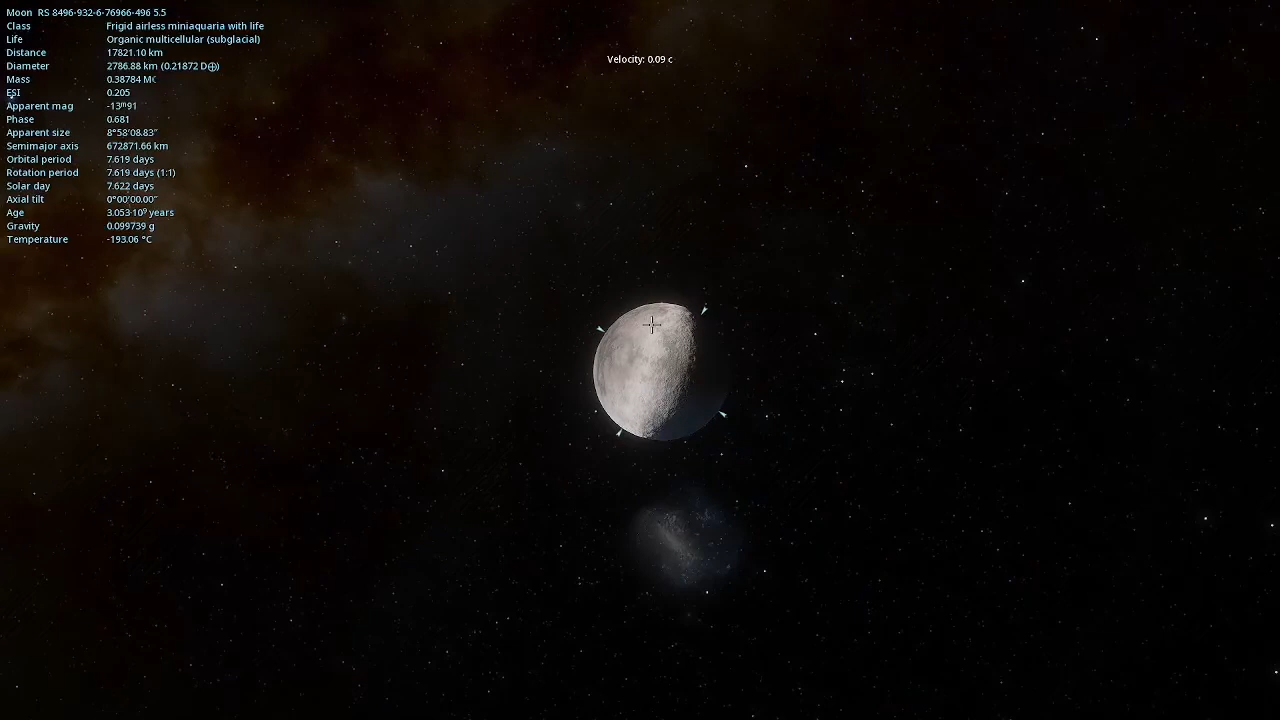 Moon RS 8496-932-6-76966-496 5.5
Class Frigid airless miniaquaria with life
Life Organic multicellular (subglacial)
Distance 17821.10 km
Velocity: 0.09 c
Diameter 2786.88 km (0.21872 D⊕)
Mass 0.38784 M☾
ESI 0.205
Apparent mag -13ᵐ91
Phase 0.681
Apparent size 8°58'08.83"
Semimajor axis 672871.66 km
Orbital period 7.619 days
Rotation period 7.619 days (1:1)
Solar day 7.622 days
Axial tilt 0°00'00.00"
Age 3.053·10⁹ years
Gravity 0.099739 g
Temperature -193.06 °C